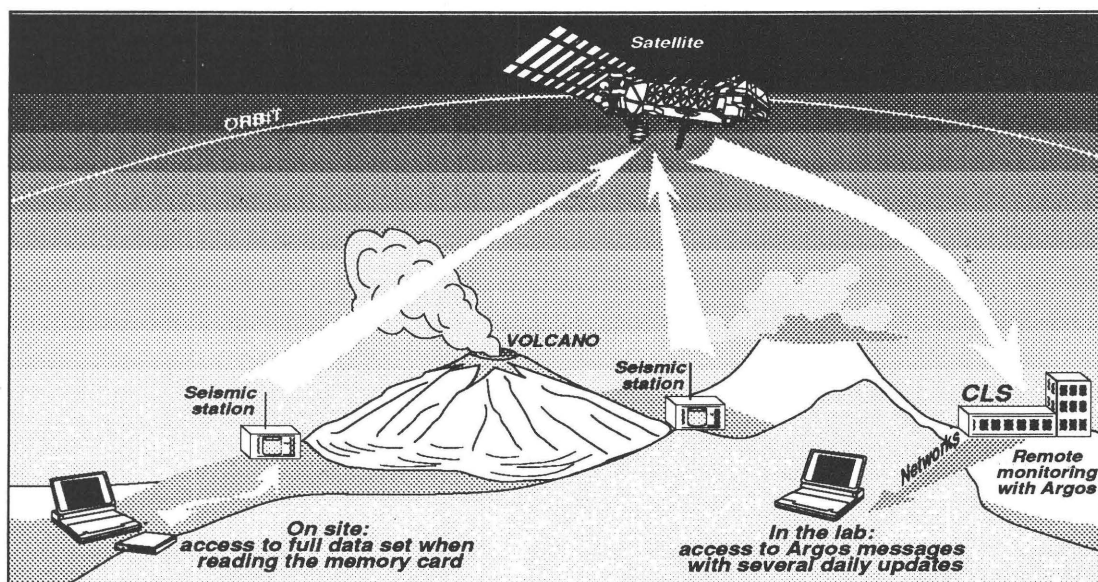 Satellite
ORBIT
VOLCANO
Seismic
station
Seismic
station
CLS
Networks
Remote
monitoring
with Argos
On site:
access to full data set when
reading the memory card
In the lab:
access to Argos messages
with several daily updates